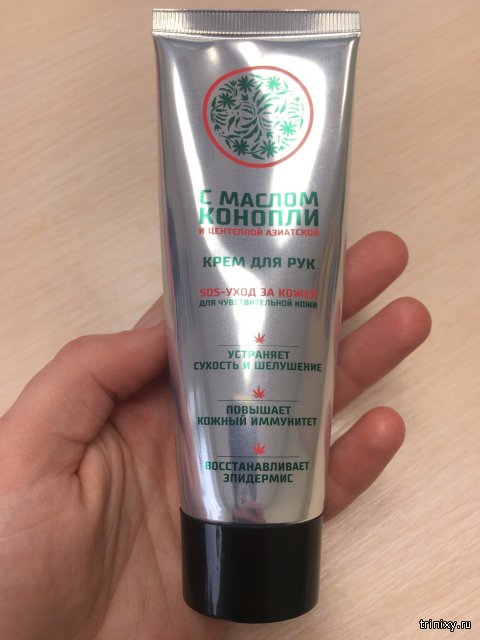 С МАСЛОМ
КОНОПЛИ
И ЦЕНТЕЛЛОЙ АЗИАТСКОЙ
КРЕМ ДЛЯ РУК
SOS-УХОД ЗА КОЖЕЙ
ДЛЯ ЧУВСТВИТЕЛЬНОЙ КОЖИ
УСТРАНЯЕТ
СУХОСТЬ И ШЕЛУШЕНИЕ
ПОВЫШАЕТ
КОЖНЫЙ ИММУНИТЕТ
ВОССТАНАВЛИВАЕТ
ЭПИДЕРМИС
trinixy.ru